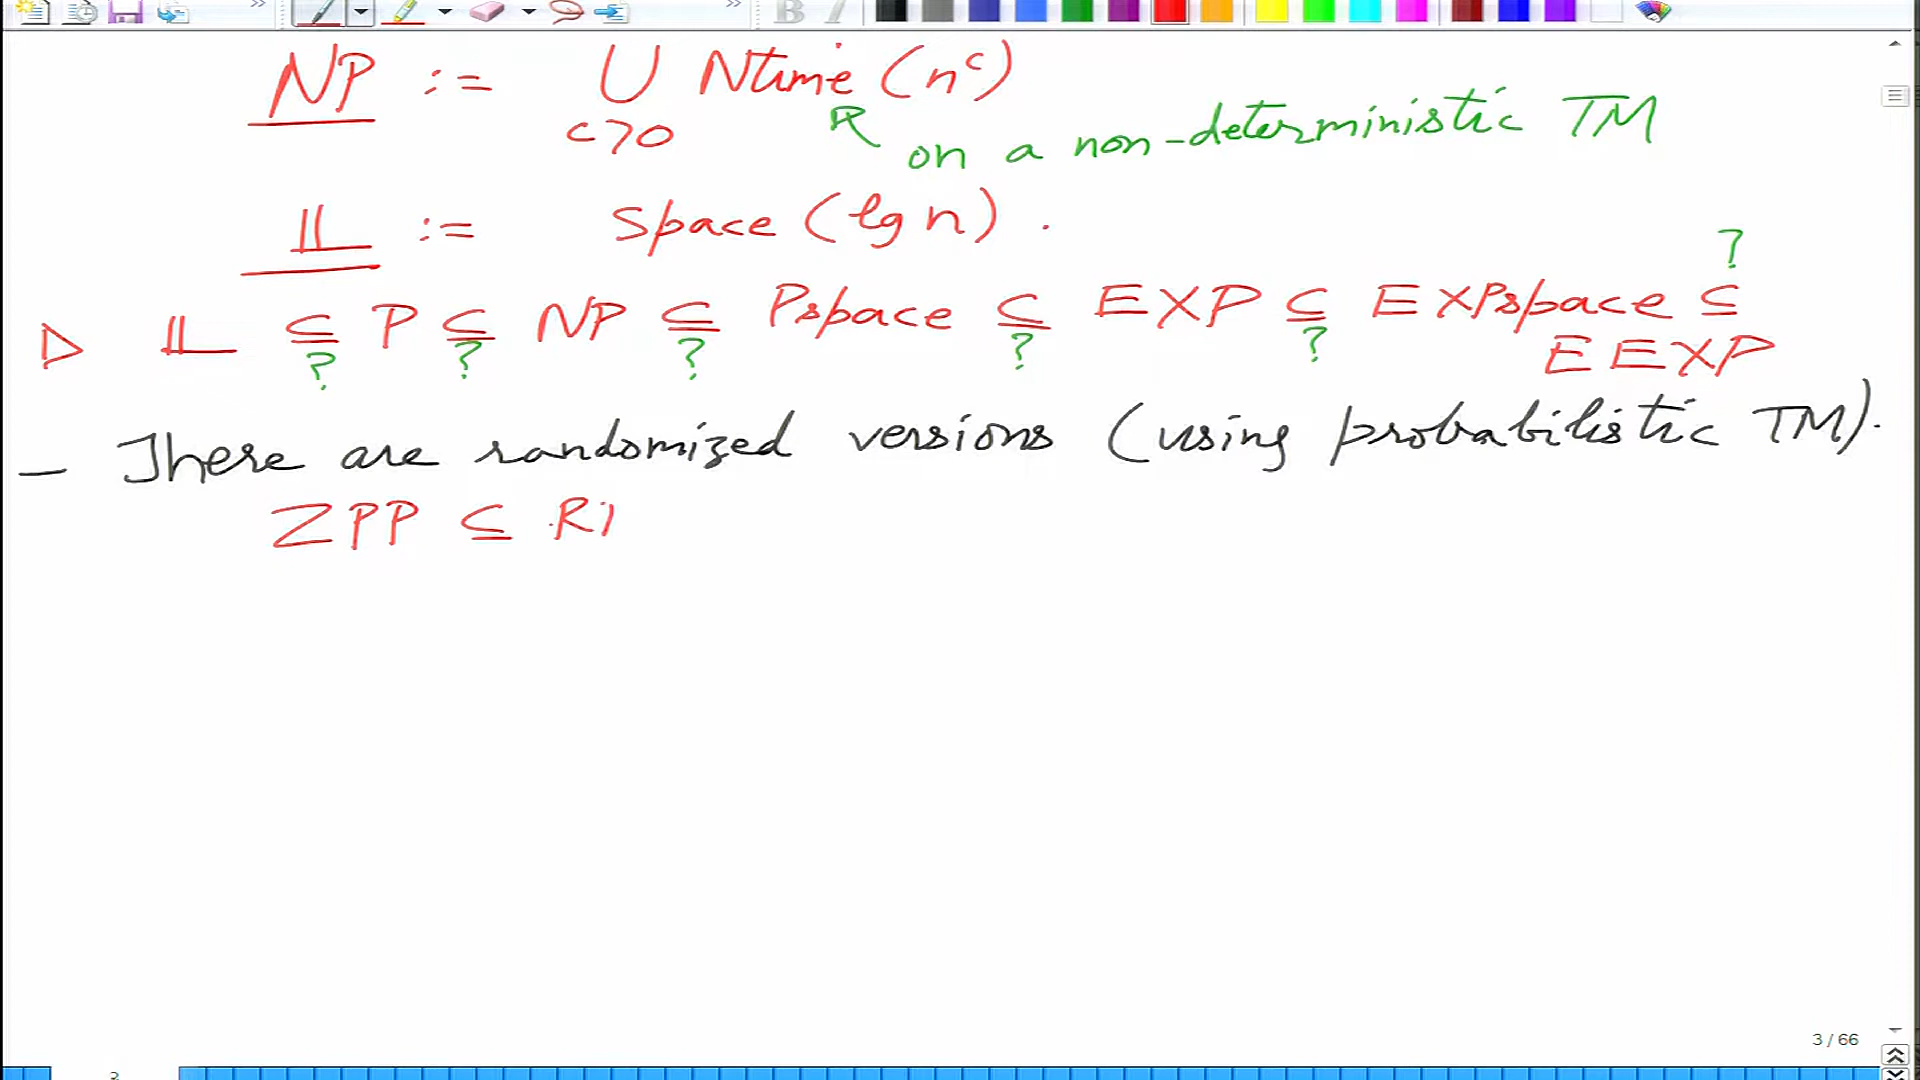 NP := ∪ Ntime (n^c)
c>0
on a non-deterministic TM
𝕃 := Space (lg n) .
?
▷ 𝕃 ⊆ P ⊆ NP ⊆ Pspace ⊆ EXP ⊆ EXPspace ⊆
? ? ? ? ?
EEXP
- There are randomized versions (using probabilistic TM).
ZPP ⊆ R
3 / 66